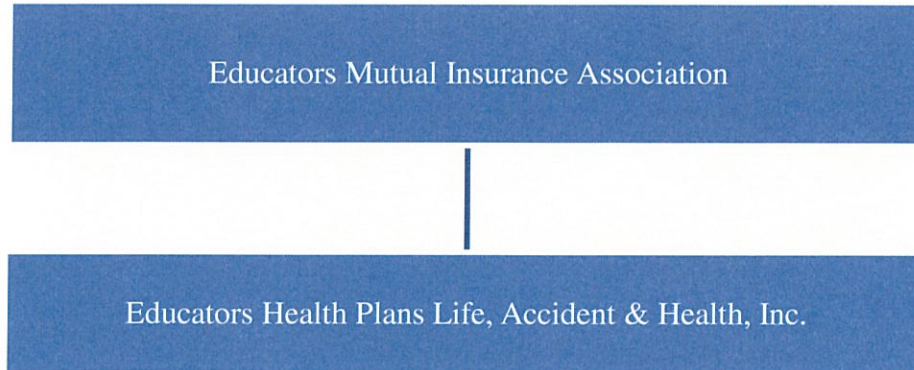 Educators Mutual Insurance Association
Educators Health Plans Life, Accident & Health, Inc.